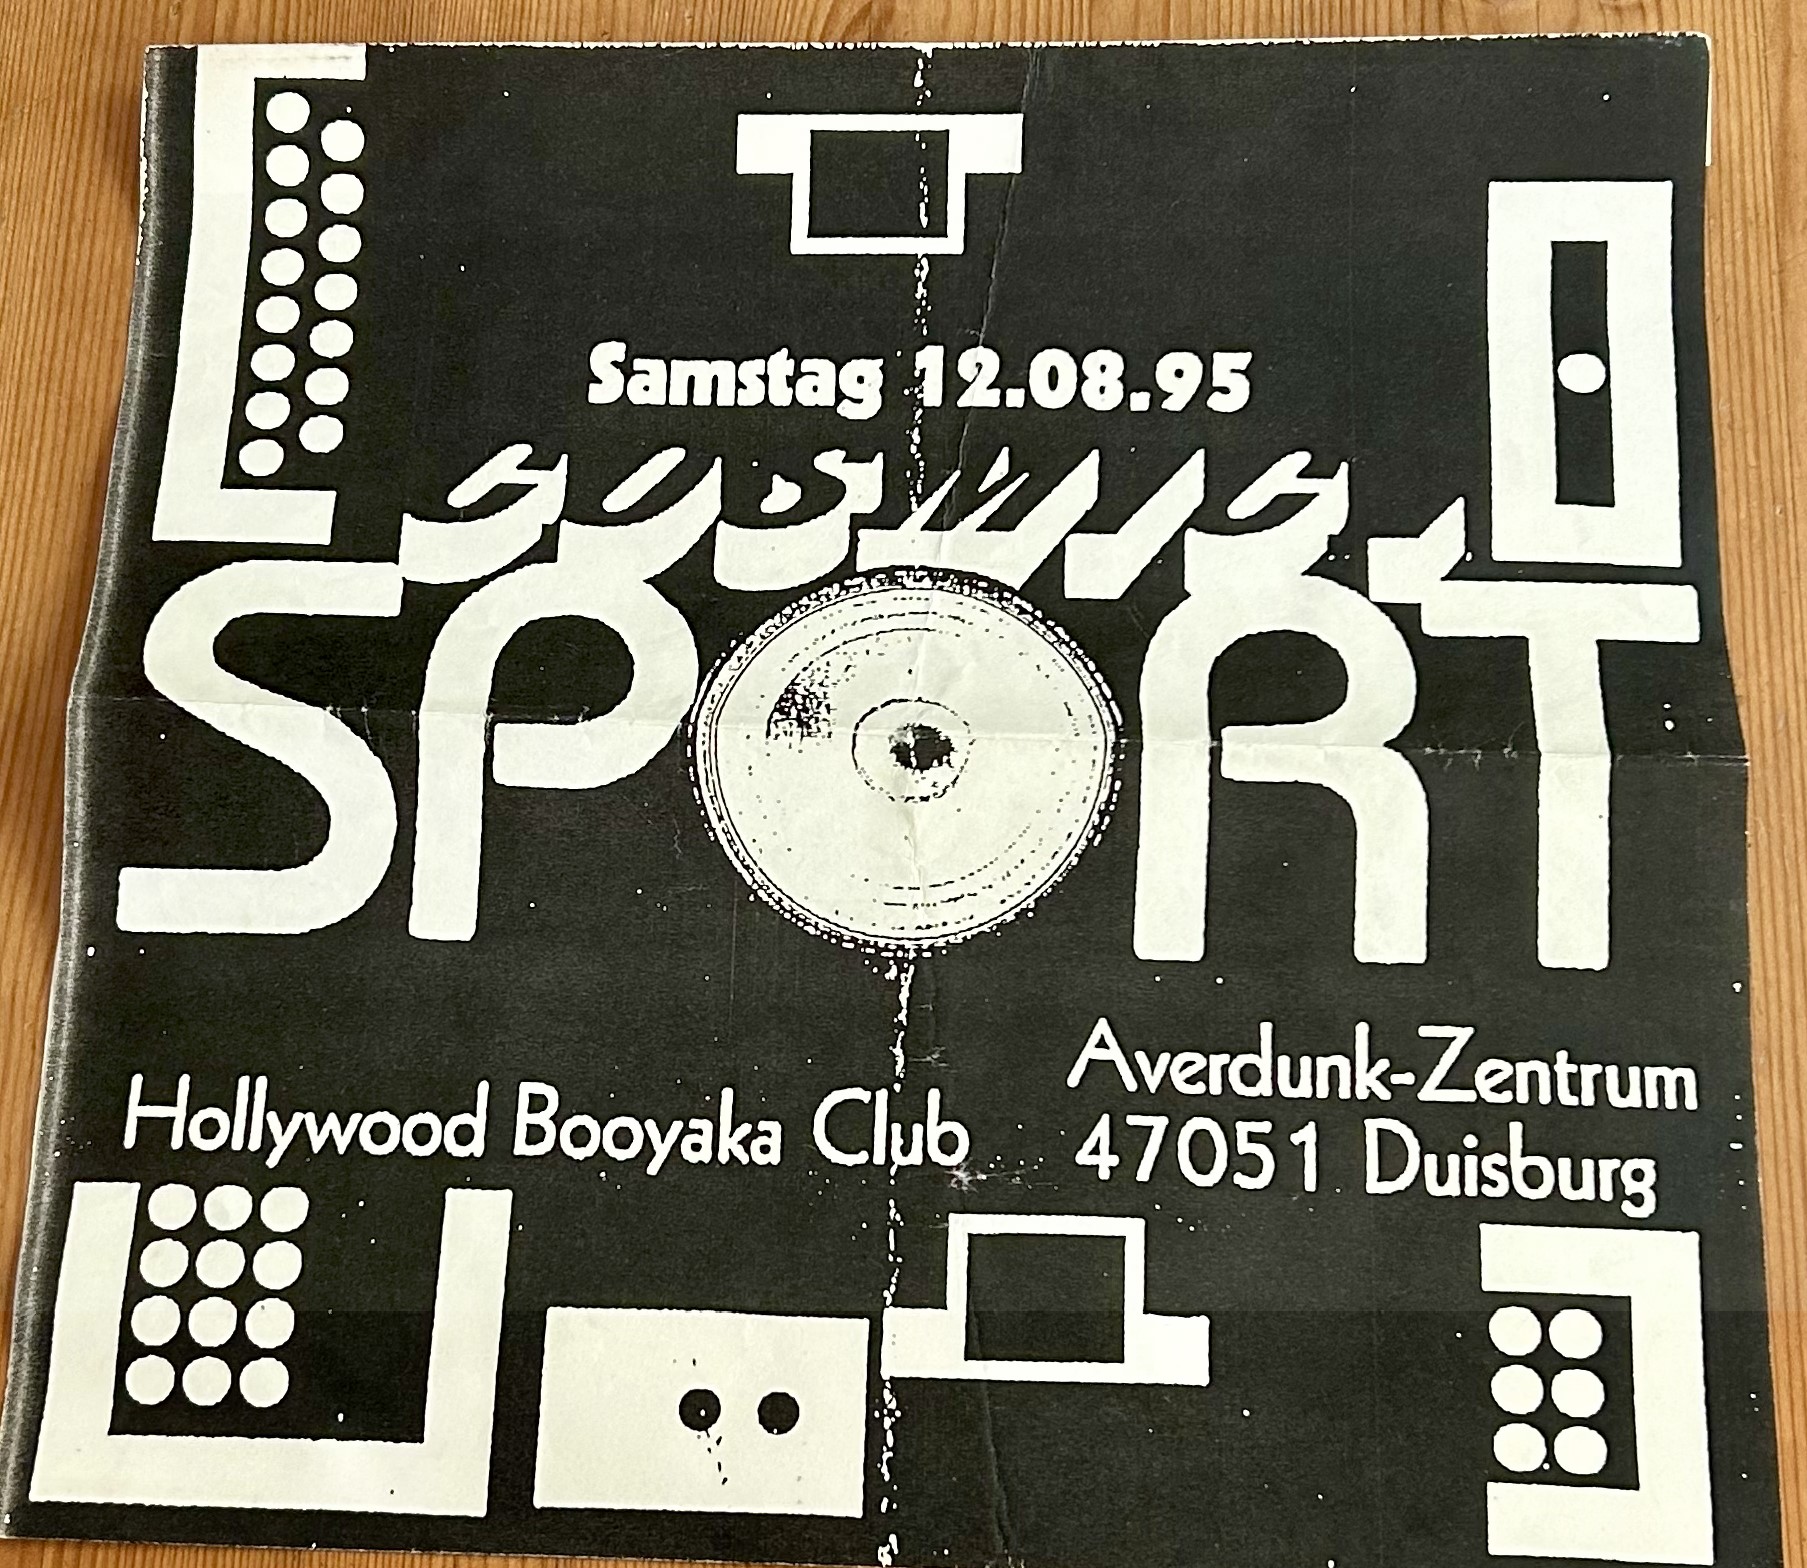 Samstag 12.08.95
COSMIC
SPORT
Averdunk-Zentrum
Hollywood Booyaka Club
47051 Duisburg